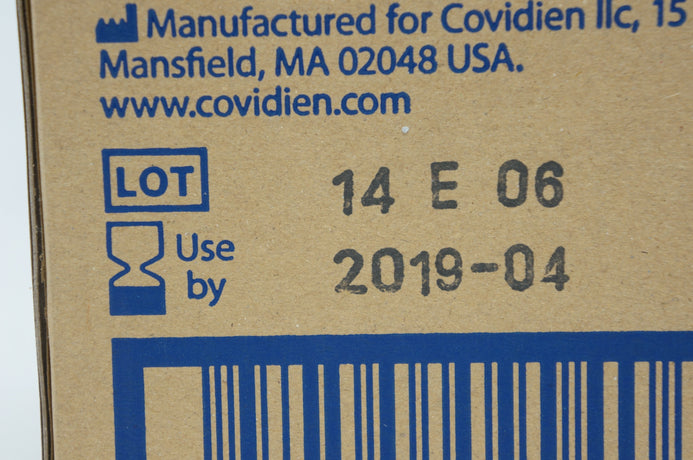 Manufactured for Covidien llc, 15
Mansfield, MA 02048 USA.
www.covidien.com
LOT 14 E 06
Use by 2019-04